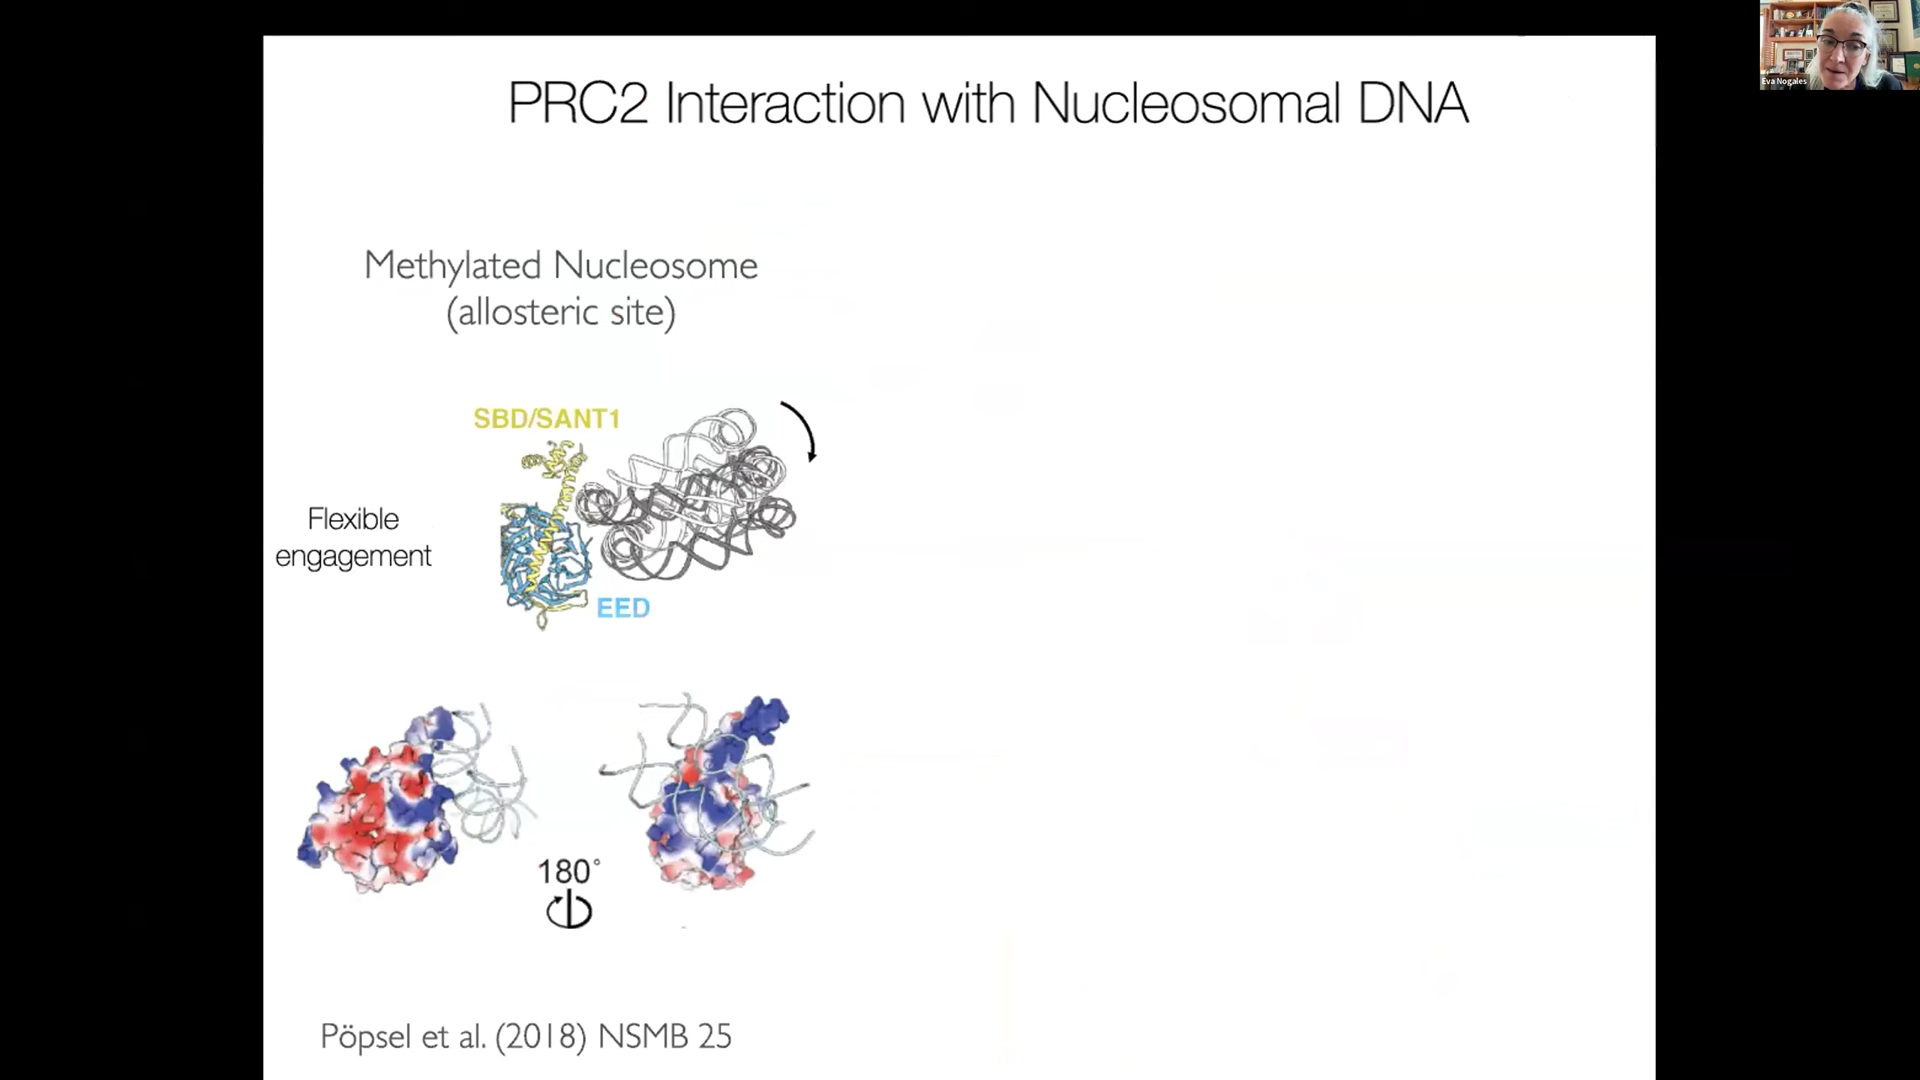 Eva Nogales
PRC2 Interaction with Nucleosomal DNA
Methylated Nucleosome
(allosteric site)
SBD/SANT1
Flexible
engagement
EED
180°
Pöpsel et al. (2018) NSMB 25